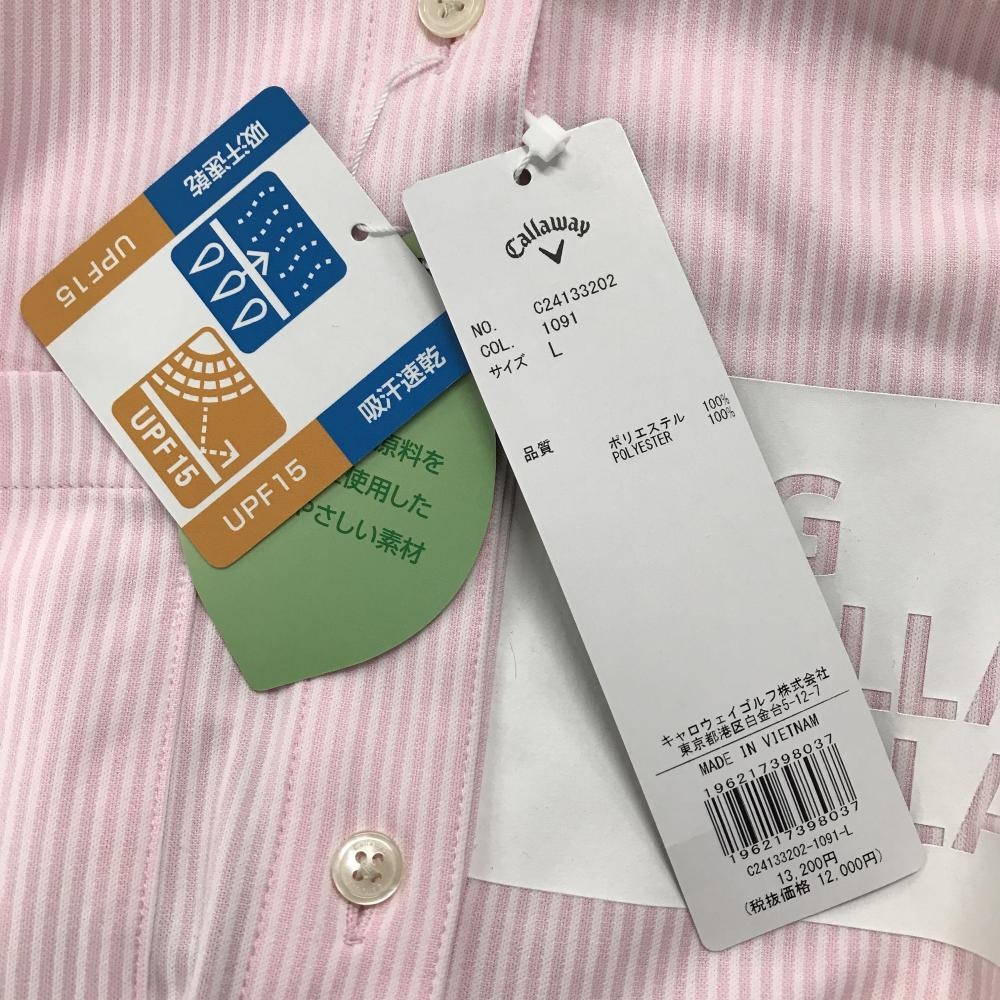 吸汗速乾
UPF15
UPF15
吸汗速乾
UPF15
原料を
使用した
やさしい素材
Callaway
NO. C24133202
COL. 1091
サイズ L
品質 ポリエステル 100%
POLYESTER 100%
キャロウェイゴルフ株式会社
東京都港区白金台5-12-7
MADE IN VIETNAM
196217398037
196217398037
C24133202-1091-L
13,200円
(税抜価格 12,000円)
G
LLA
LA